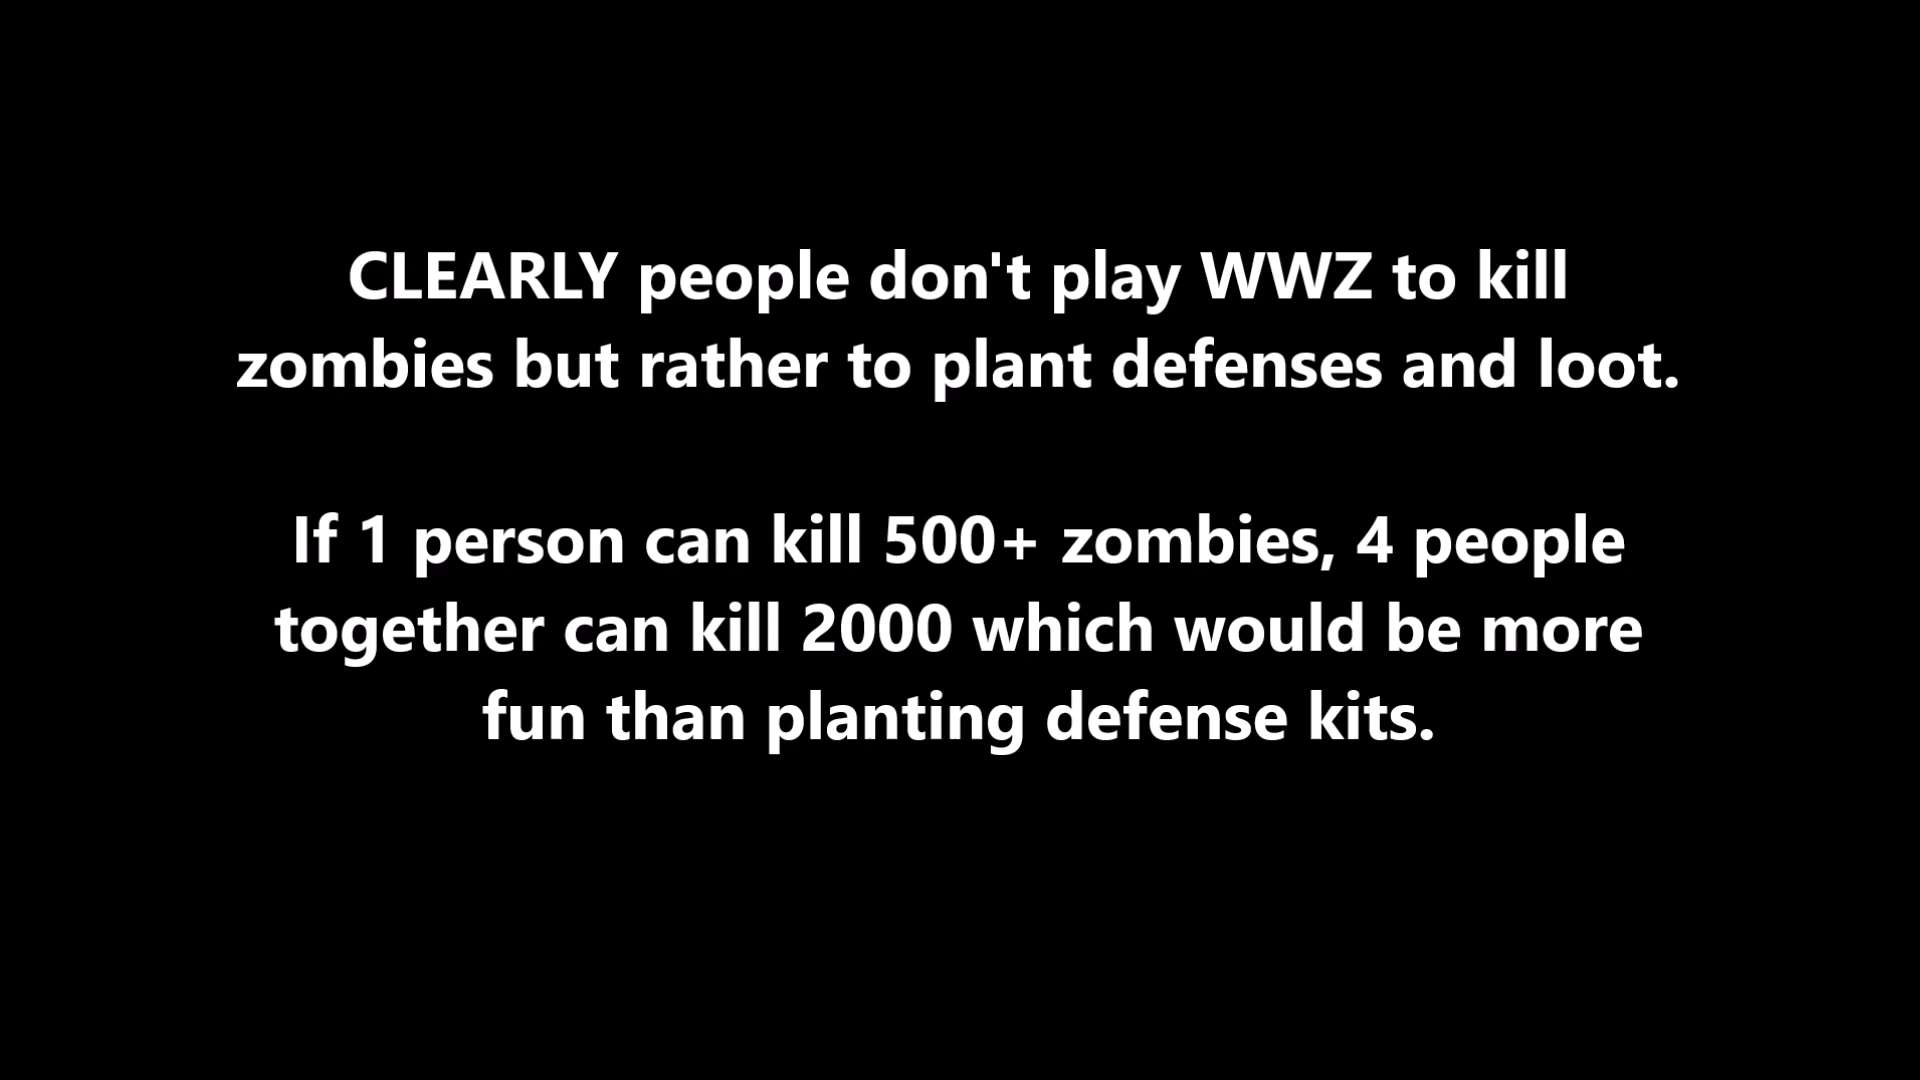 CLEARLY people don't play WWZ to kill
zombies but rather to plant defenses and loot.
If 1 person can kill 500+ zombies, 4 people
together can kill 2000 which would be more
fun than planting defense kits.